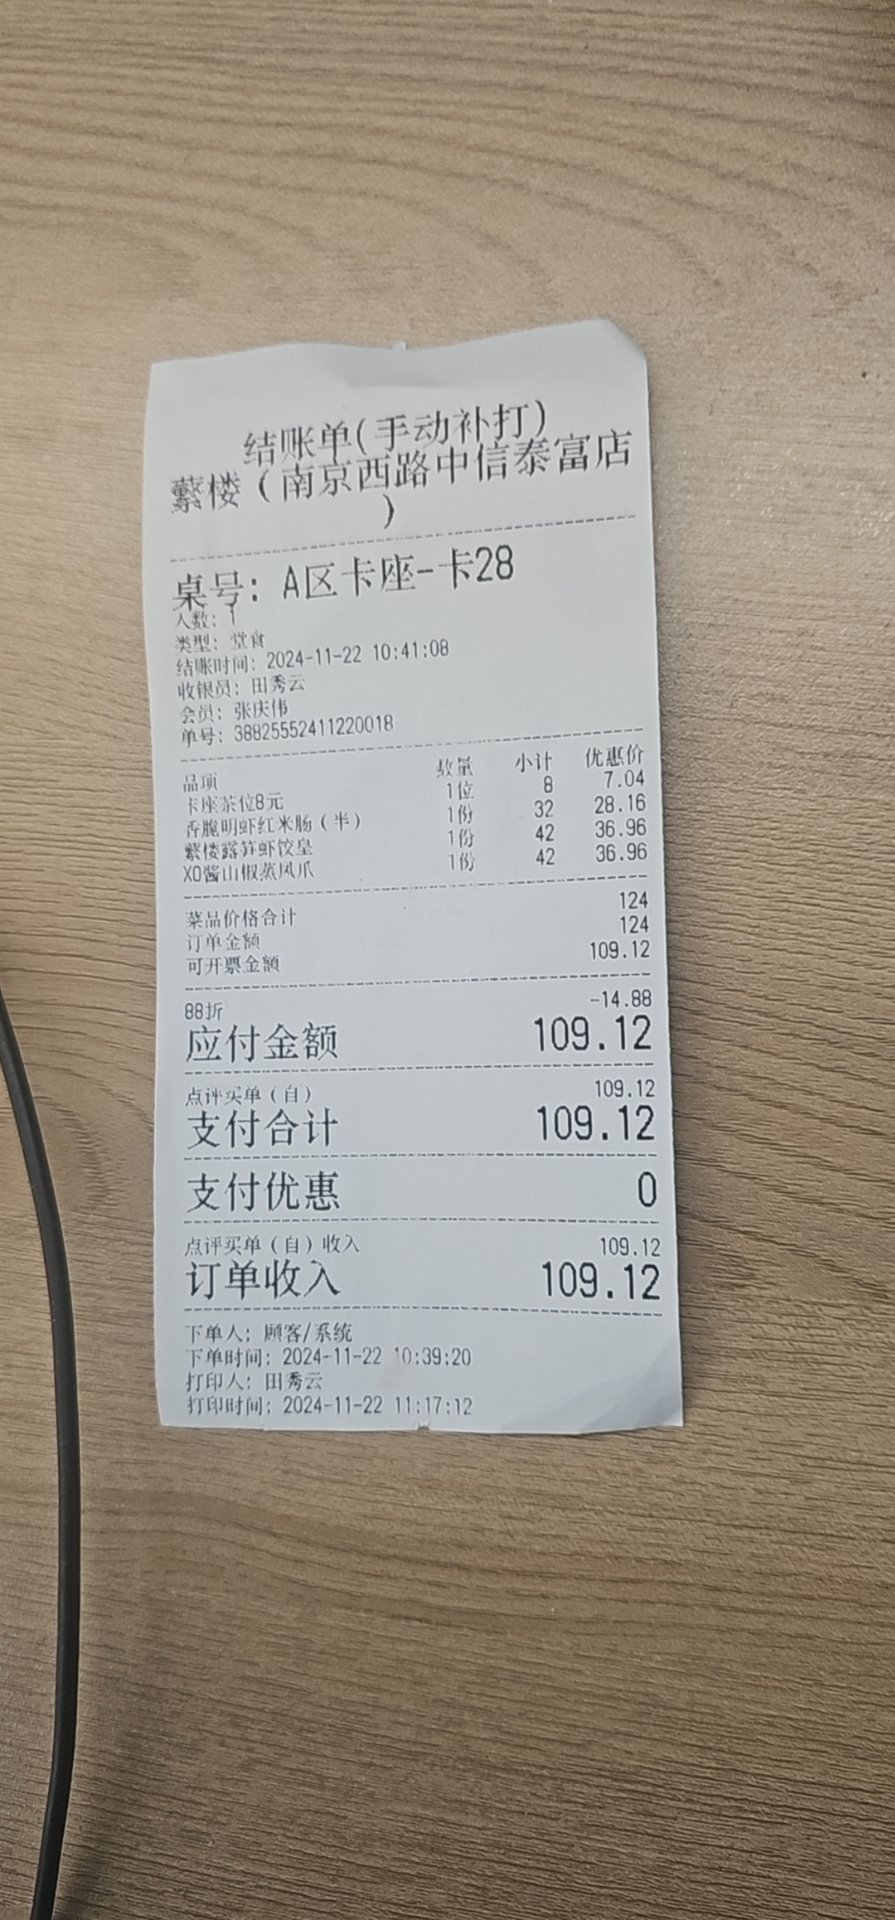 结账单(手动补打)
蘩楼（南京西路中信泰富店
）
桌号: A区卡座-卡28
人数: 1
类型: 堂食
结账时间: 2024-11-22 10:41:08
收银员: 田秀云
会员: 张庆伟
单号: 38825552411220018
品项 数量 小计 优惠价
卡座茶位8元 1位 8 7.04
香脆明虾红米肠（半） 1份 32 28.16
蘩楼露笋虾饺皇 1份 42 36.96
XO酱山椒蒸凤爪 1份 42 36.96
菜品价格合计 124
订单金额 124
可开票金额 109.12
88折 -14.88
应付金额 109.12
点评买单（自） 109.12
支付合计 109.12
支付优惠 0
点评买单（自）收入 109.12
订单收入 109.12
下单人: 顾客/系统
下单时间: 2024-11-22 10:39:20
打印人: 田秀云
打印时间: 2024-11-22 11:17:12